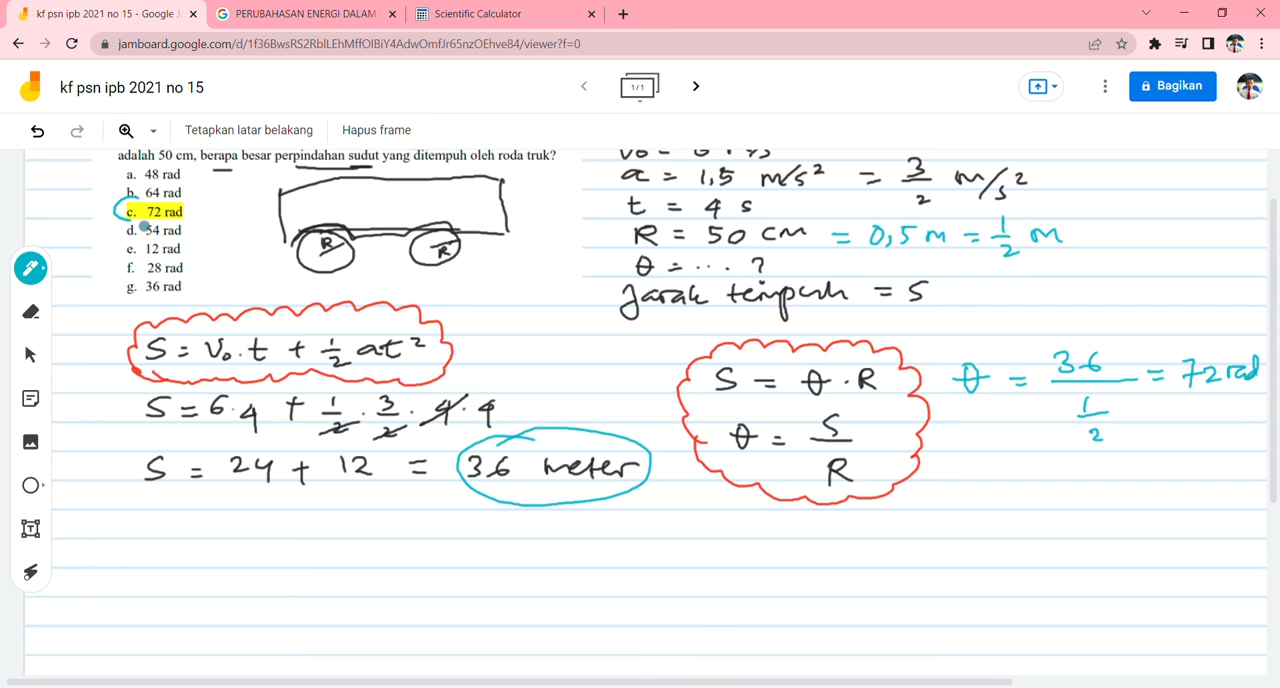 kf psn ipb 2021 no 15 - Google J
PERUBAHASAN ENERGI DALAM
Scientific Calculator
jamboard.google.com/d/1f36BwsRS2RblLEhMffOIBiY4AdwOmfJr65nzOEhve84/viewer?f=0
kf psn ipb 2021 no 15
1/1
Bagikan
Tetapkan latar belakang
Hapus frame
adalah 50 cm, berapa besar perpindahan sudut yang ditempuh oleh roda truk?
a. 48 rad
b. 64 rad
c. 72 rad
d. 54 rad
e. 12 rad
f. 28 rad
g. 36 rad
R R
a = 1,5 m/s² = 3/2 m/s²
t = 4 s
R = 50 cm = 0,5 m = 1/2 m
θ = ... ?
Jarak tempuh = S
S = V₀.t + 1/2 at²
S = 6.4 + 1/2 . 3/2 . 4 . 4
S = 24 + 12 = 36 meter
S = θ . R
θ = S/R
θ = 36 / 1/2 = 72 rad